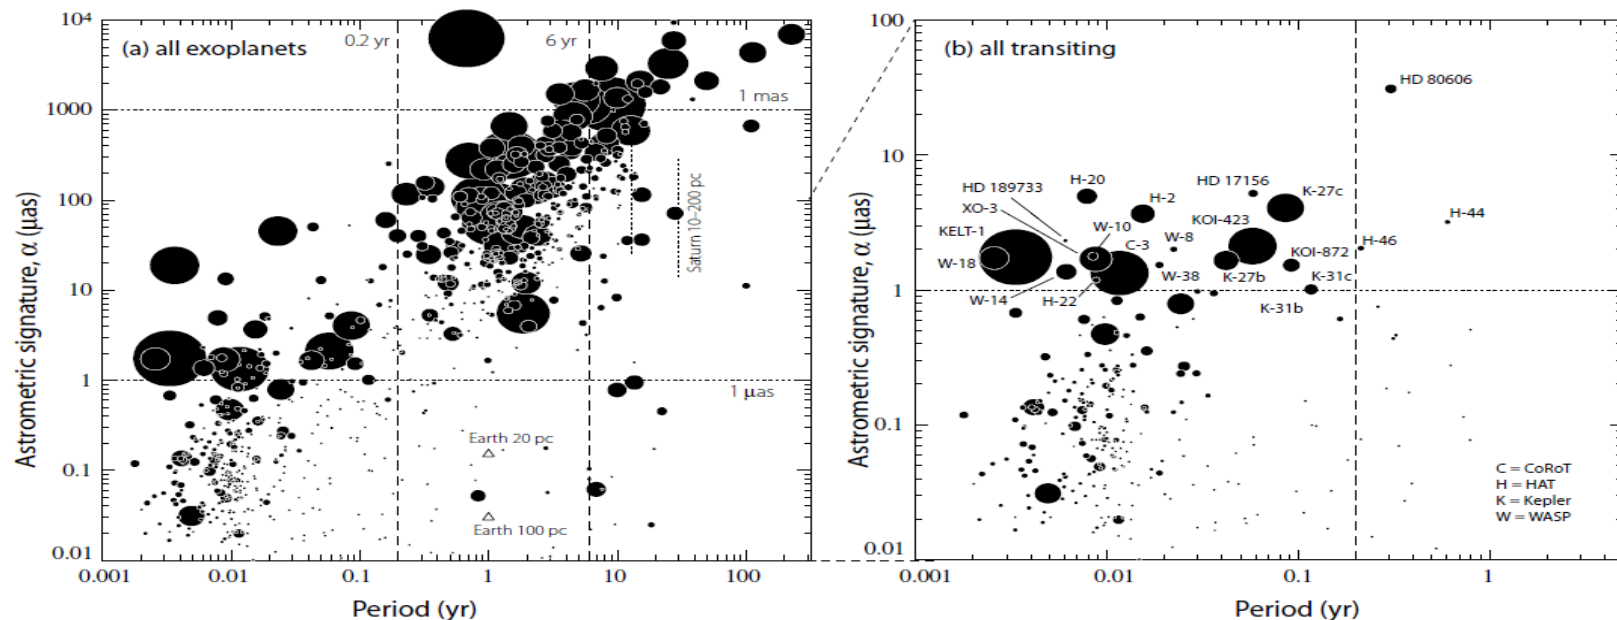 (a) all exoplanets
0.2 yr
6 yr
1 mas
1 µas
Saturn 10–200 pc
Earth 20 pc
Earth 100 pc
10⁴
1000
100
10
1
0.1
0.01
Astrometric signature, α (µas)
0.001
0.01
0.1
1
10
100
Period (yr)
(b) all transiting
HD 80606
HD 189733
H-20
HD 17156
K-27c
XO-3
H-2
KOI-423
H-44
KELT-1
W-10
W-8
H-46
C-3
KOI-872
W-18
W-38
K-27b
K-31c
W-14
H-22
K-31b
C = CoRoT
H = HAT
K = Kepler
W = WASP
100
10
1
0.1
0.01
Astrometric signature, α (µas)
0.001
0.01
0.1
1
Period (yr)